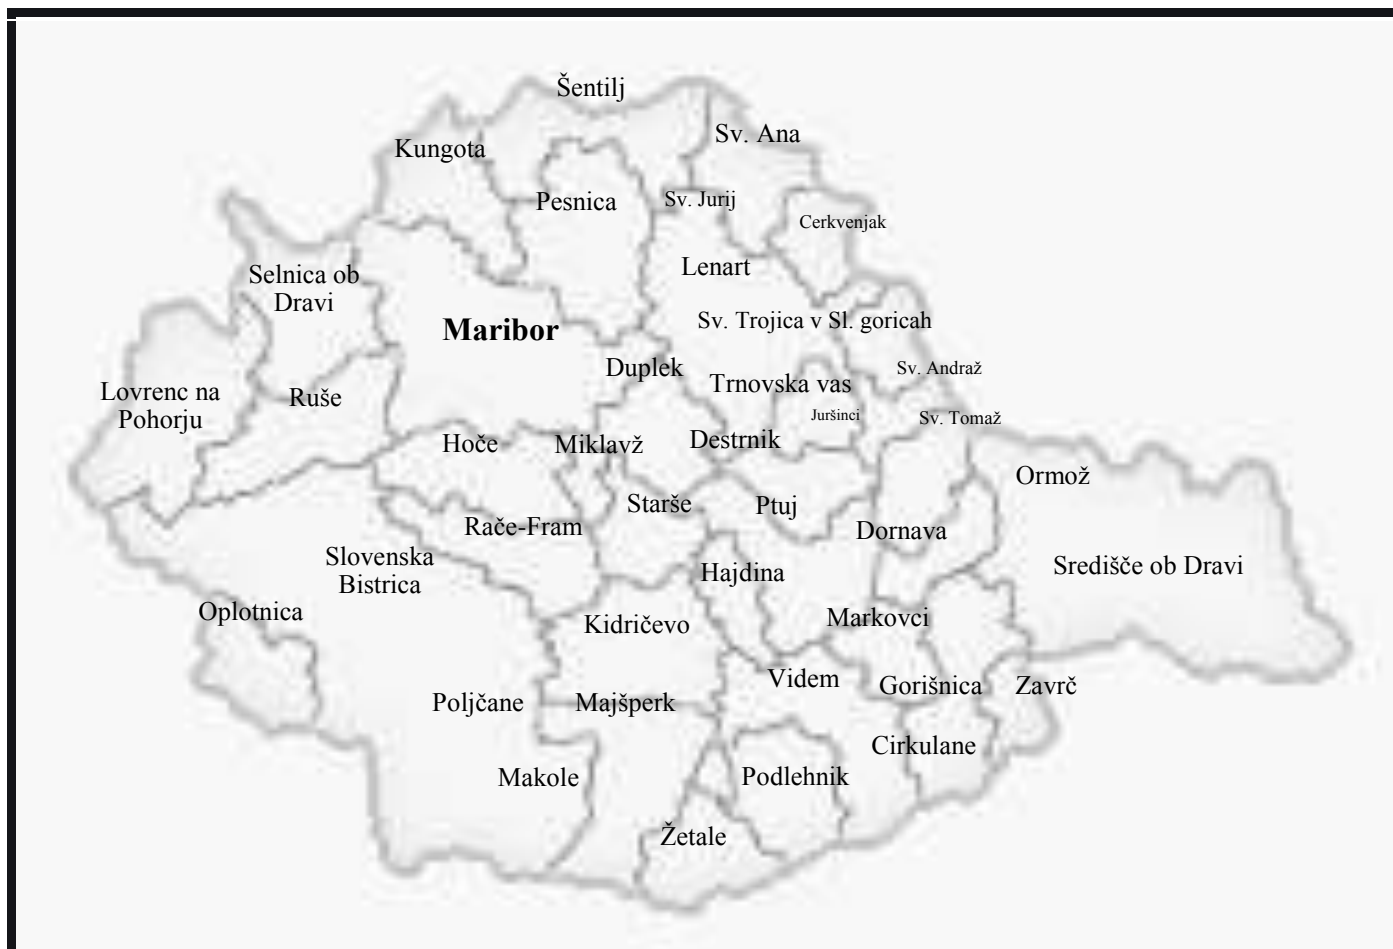 Šentilj
Sv. Ana
Kungota
Pesnica
Sv. Jurij
Cerkvenjak
Selnica ob
Dravi
Lenart
Maribor
Sv. Trojica v Sl. goricah
Duplek
Sv. Andraž
Lovrenc na
Pohorju
Ruše
Trnovska vas
Juršinci
Sv. Tomaž
Hoče
Miklavž
Destrnik
Ormož
Starše
Ptuj
Rače-Fram
Dornava
Slovenska
Bistrica
Hajdina
Središče ob Dravi
Oplotnica
Kidričevo
Markovci
Videm
Gorišnica
Zavrč
Poljčane
Majšperk
Cirkulane
Makole
Podlehnik
Žetale